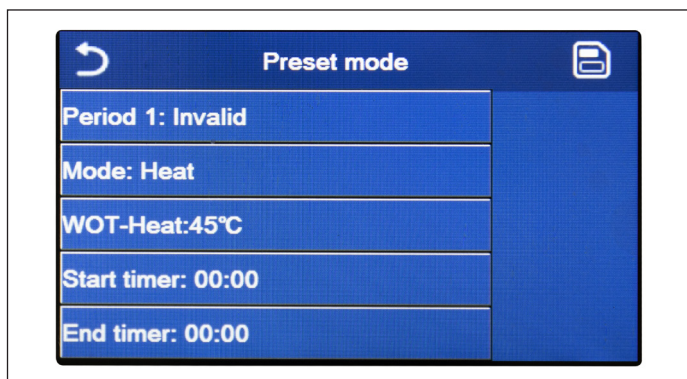 Preset mode
Period 1: Invalid
Mode: Heat
WOT-Heat:45℃
Start timer: 00:00
End timer: 00:00